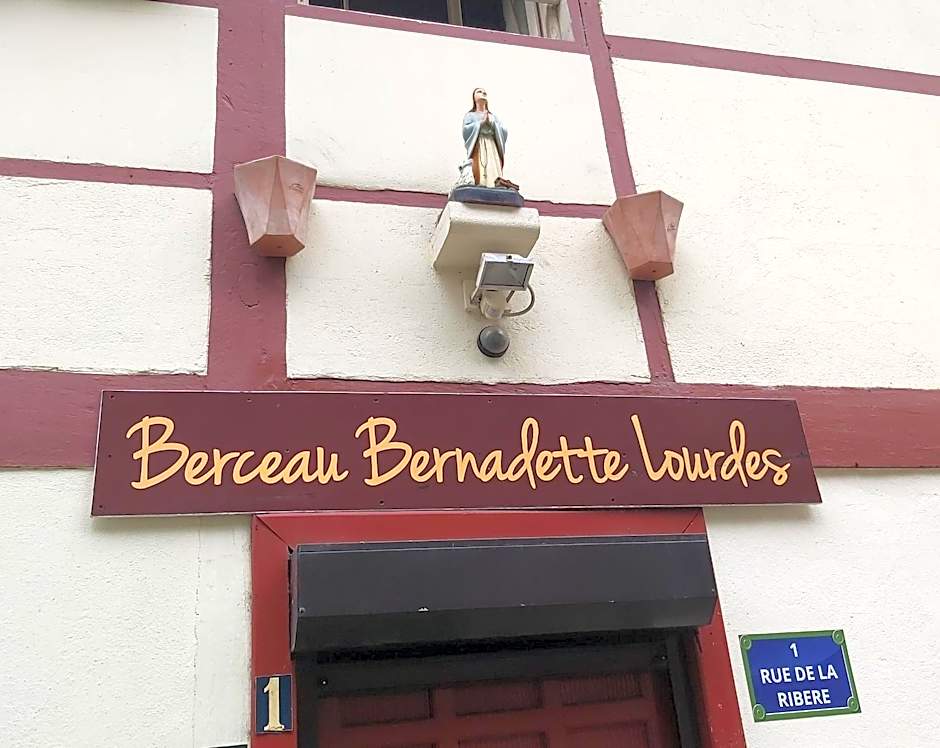 Berceau Bernadette Lourdes
1
1
RUE DE LA
RIBERE